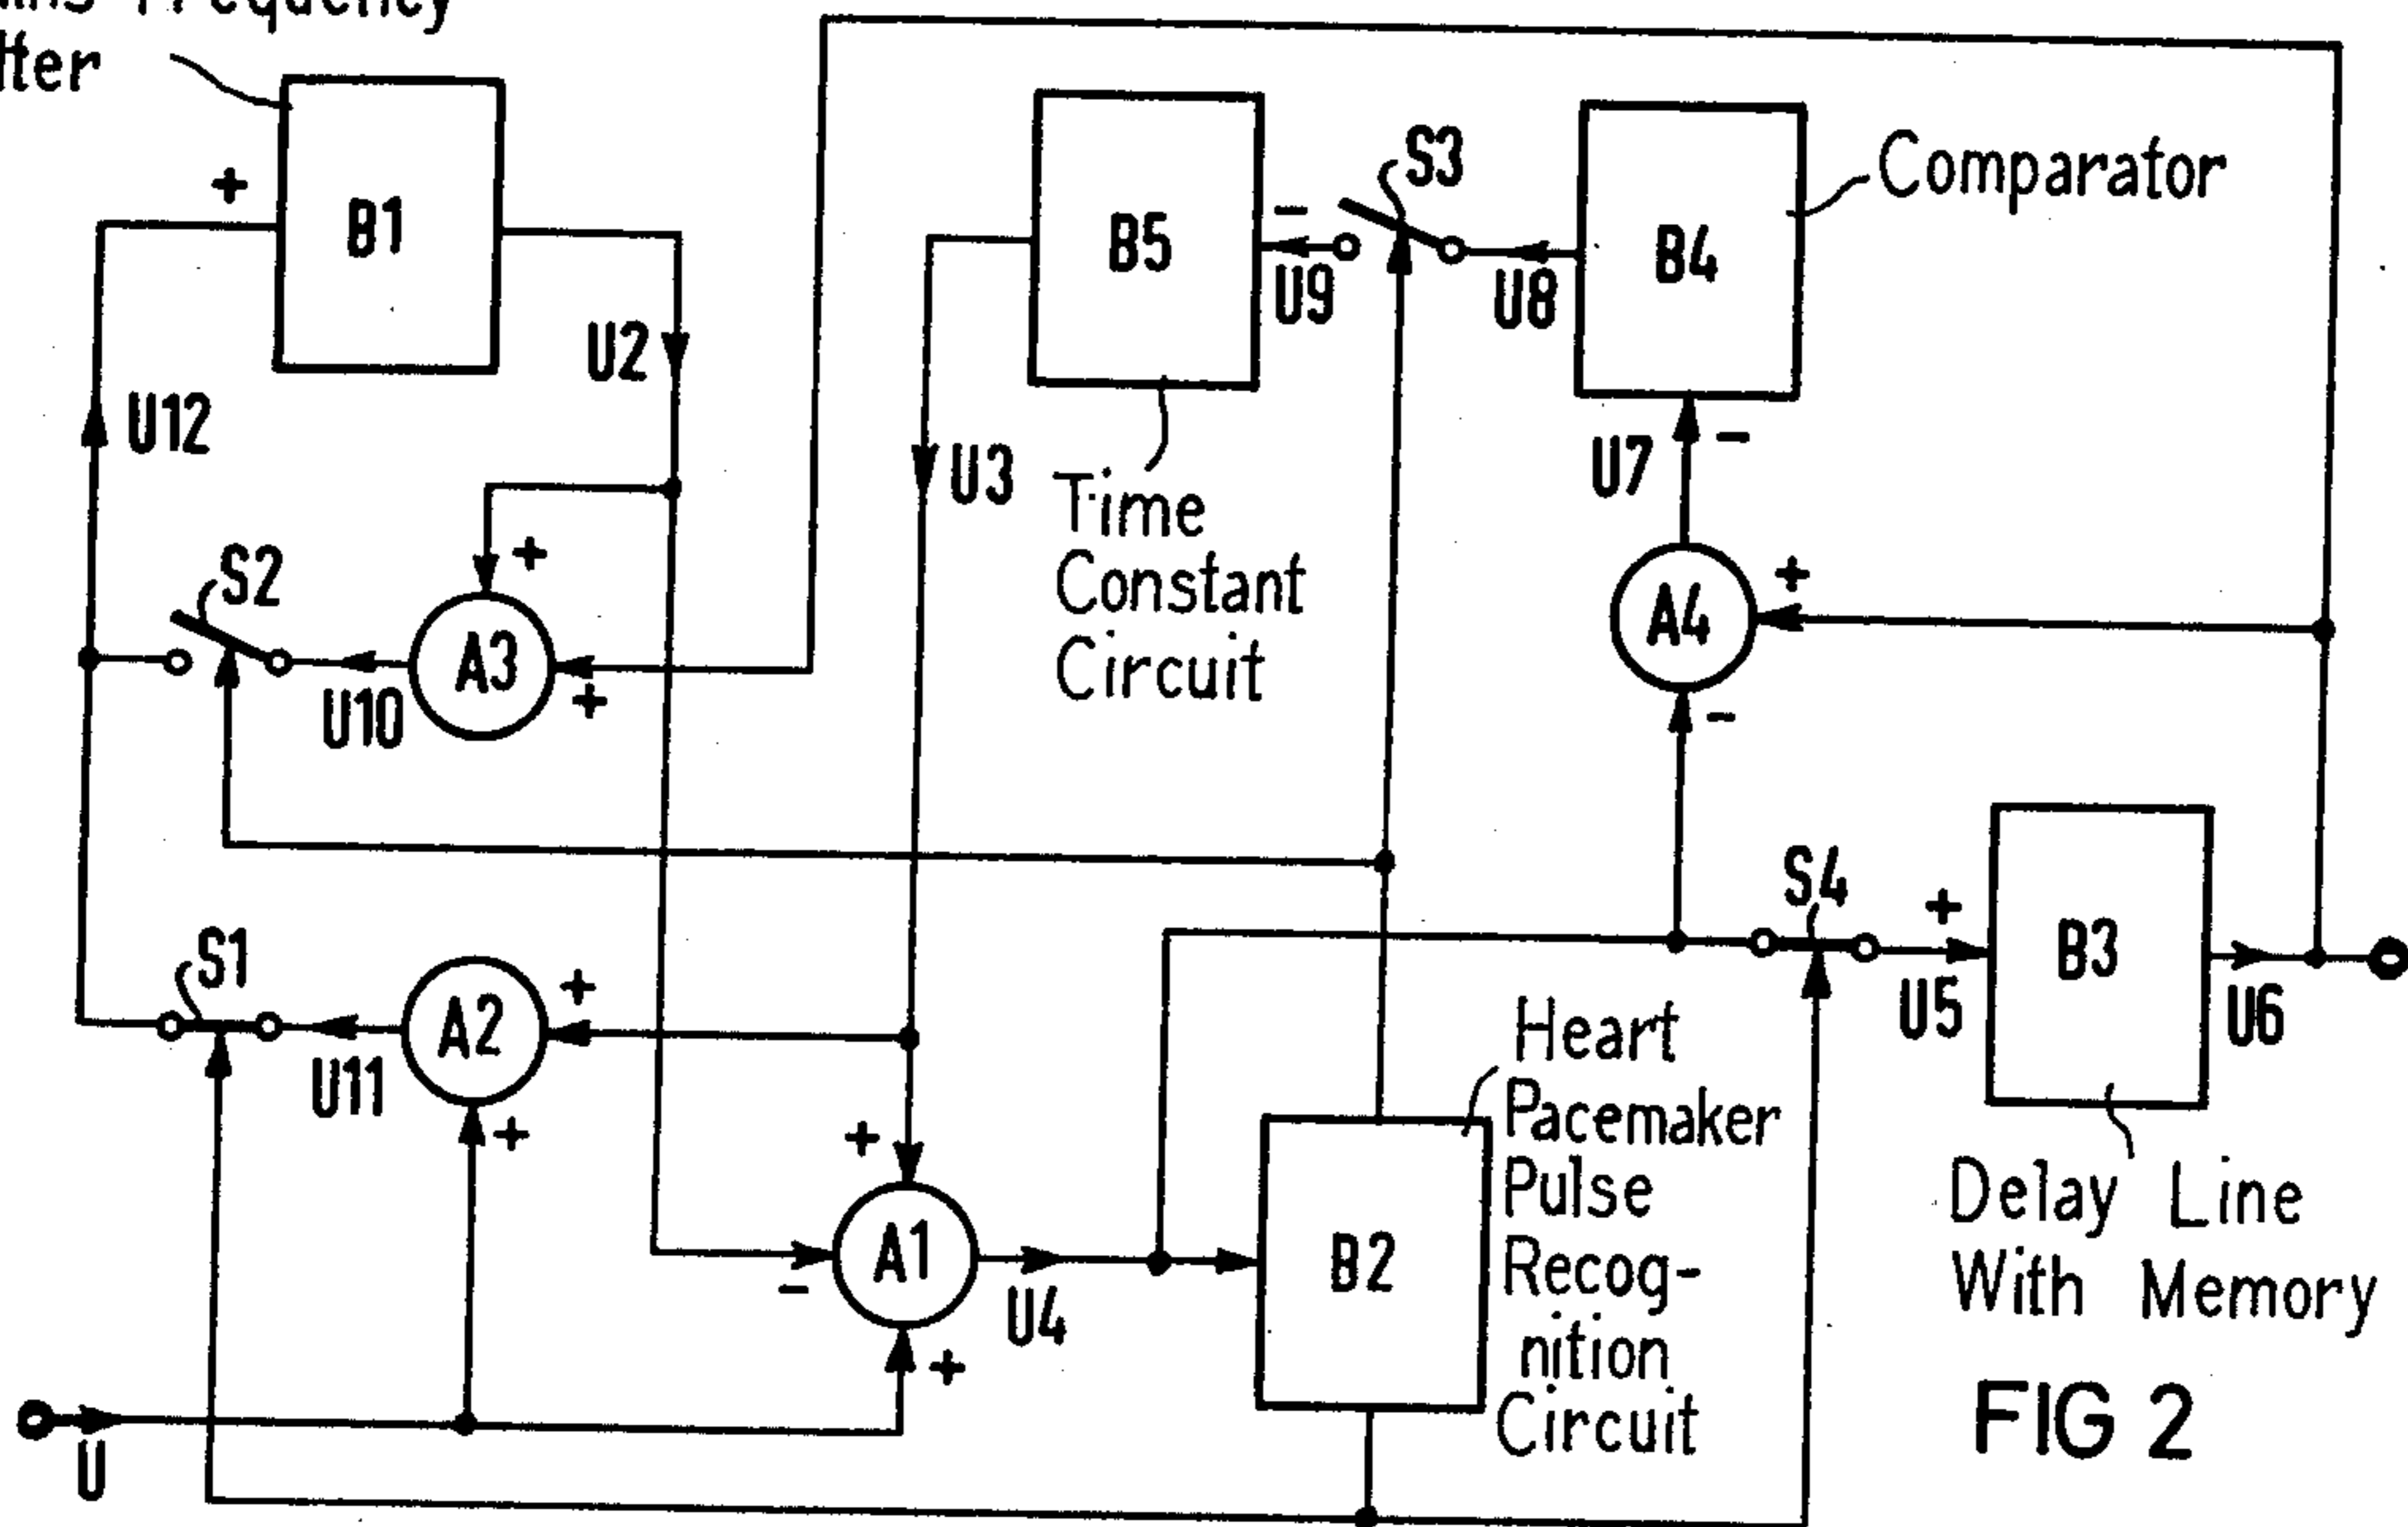 Frequency
B1
+
U2
U12
S2
+
A3
U10
+
B5
-
S3
U9
U8
B4
Comparator
U3
Time
Constant
Circuit
U7
-
A4
+
-
S1
A2
+
U11
+
+
A1
-
U4
+
B2
Heart
Pacemaker
Pulse
Recog-
nition
Circuit
S4
+
U5
B3
U6
Delay Line
With Memory
U
FIG 2